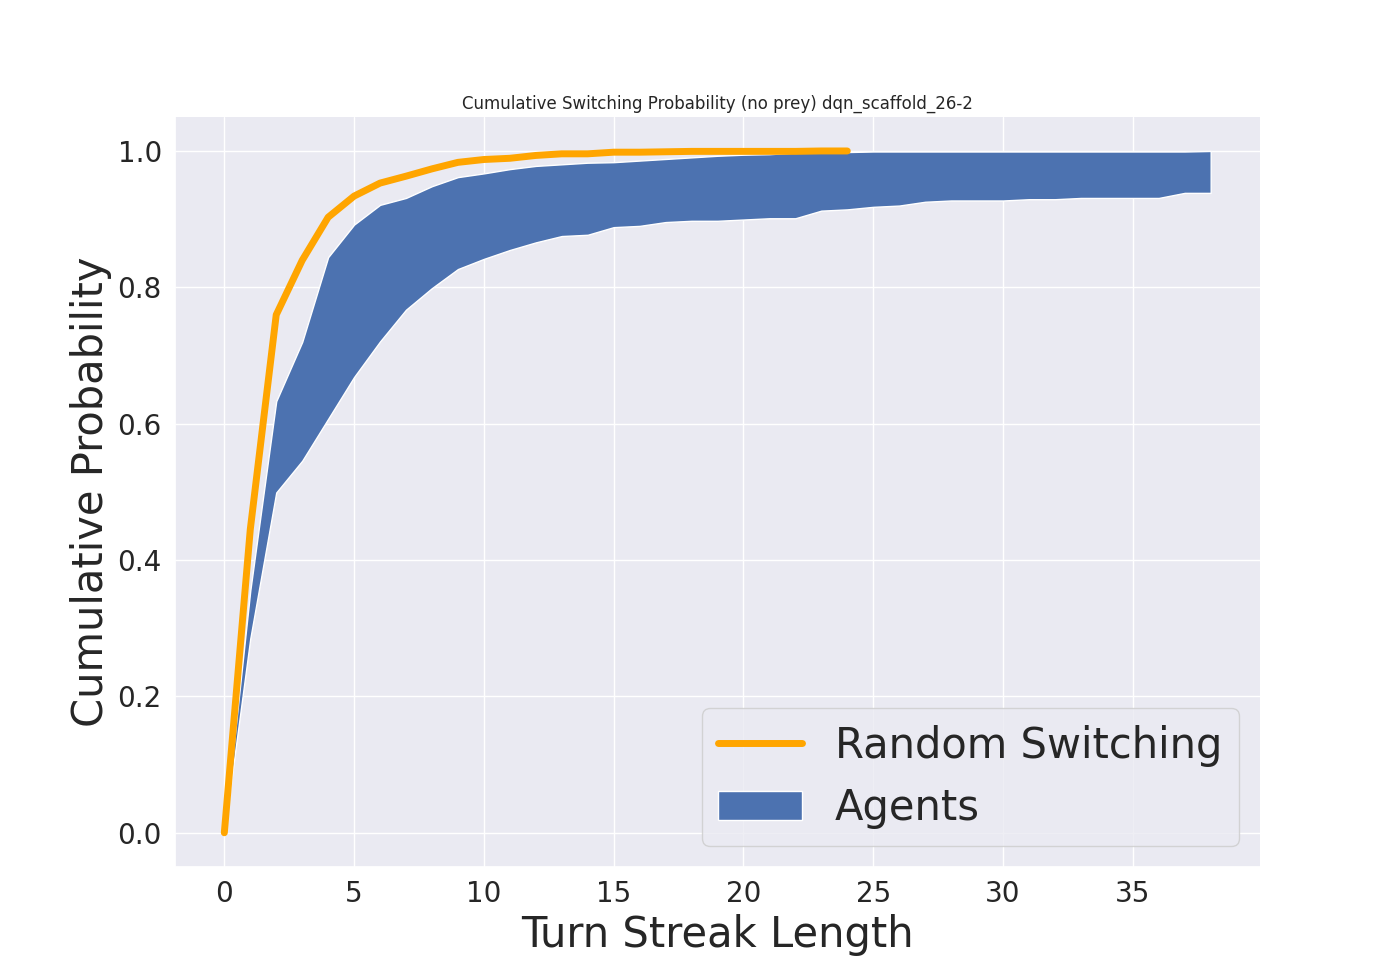 Cumulative Switching Probability (no prey) dqn_scaffold_26-2
Cumulative Probability
1.0
0.8
0.6
0.4
0.2
0.0
Random Switching
Agents
0 5 10 15 20 25 30 35
Turn Streak Length